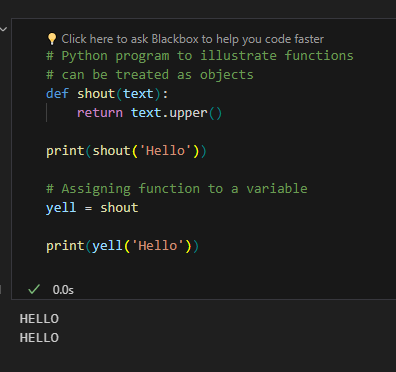 Click here to ask Blackbox to help you code faster
# Python program to illustrate functions
# can be treated as objects
def shout(text):
    return text.upper()
print(shout('Hello'))
# Assigning function to a variable
yell = shout
print(yell('Hello'))
0.0s
HELLO
HELLO